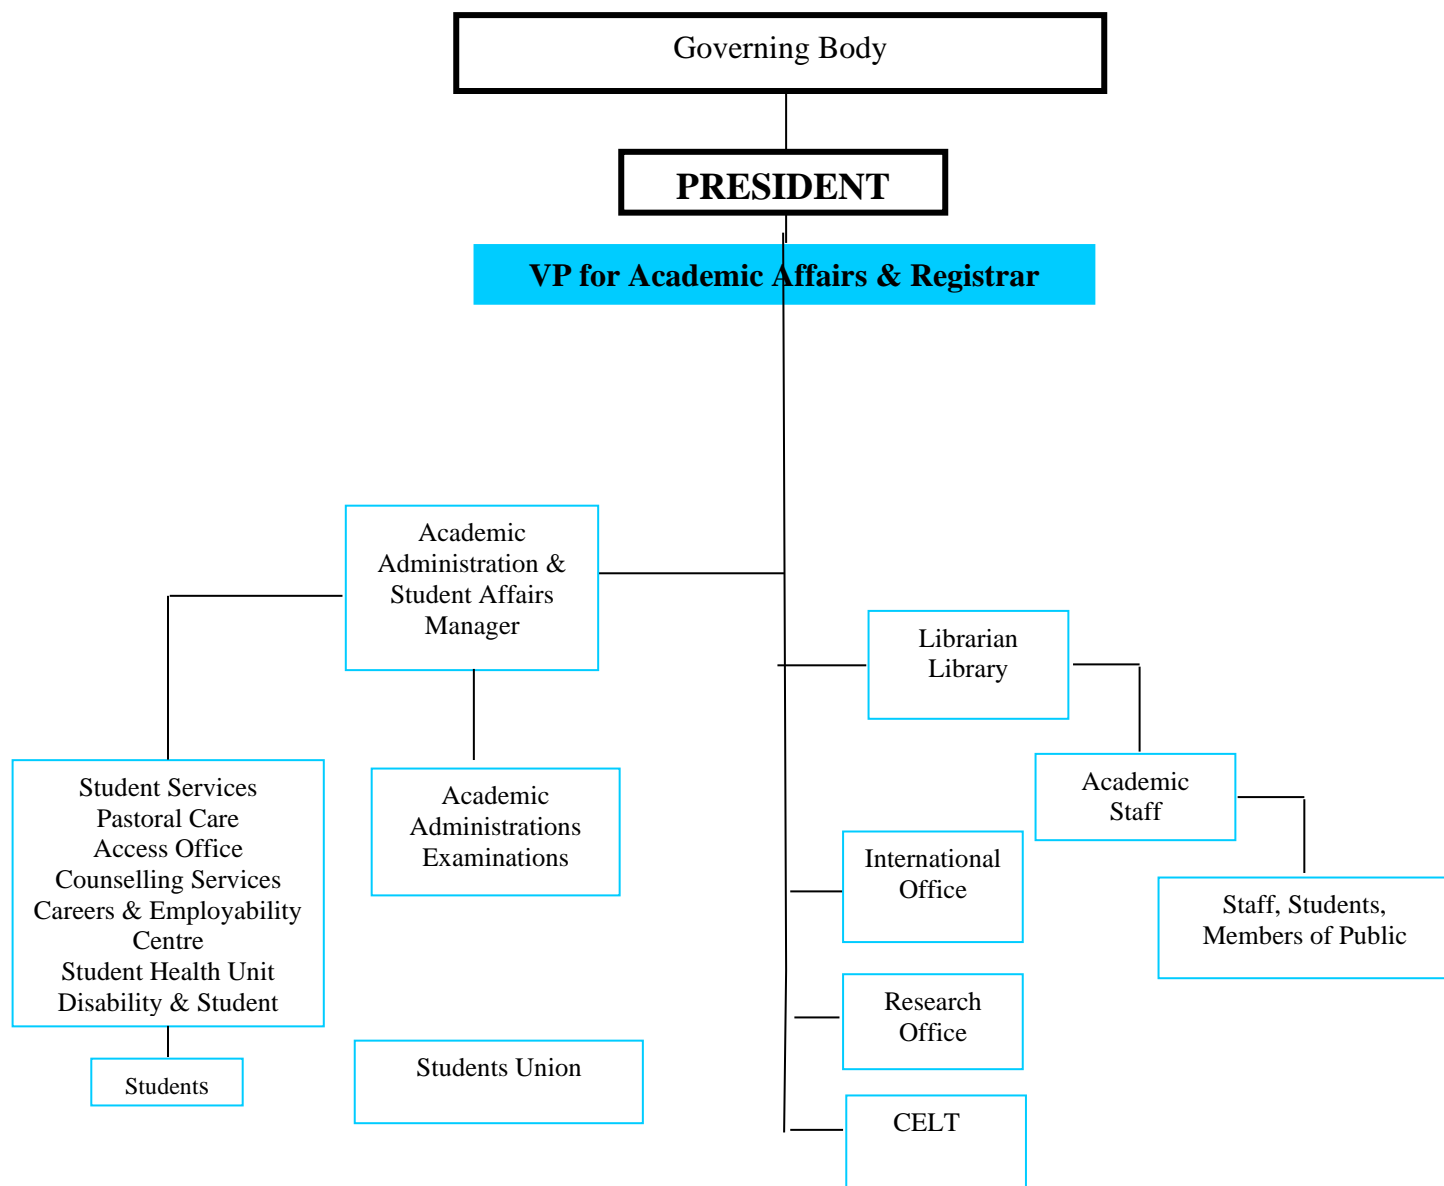 Governing Body
PRESIDENT
VP for Academic Affairs & Registrar
Academic
Administration &
Student Affairs
Manager
Librarian
Library
Academic
Staff
Student Services
Pastoral Care
Access Office
Counselling Services
Careers & Employability
Centre
Student Health Unit
Disability & Student
Academic
Administrations
Examinations
International
Office
Staff, Students,
Members of Public
Research
Office
Students Union
Students
CELT